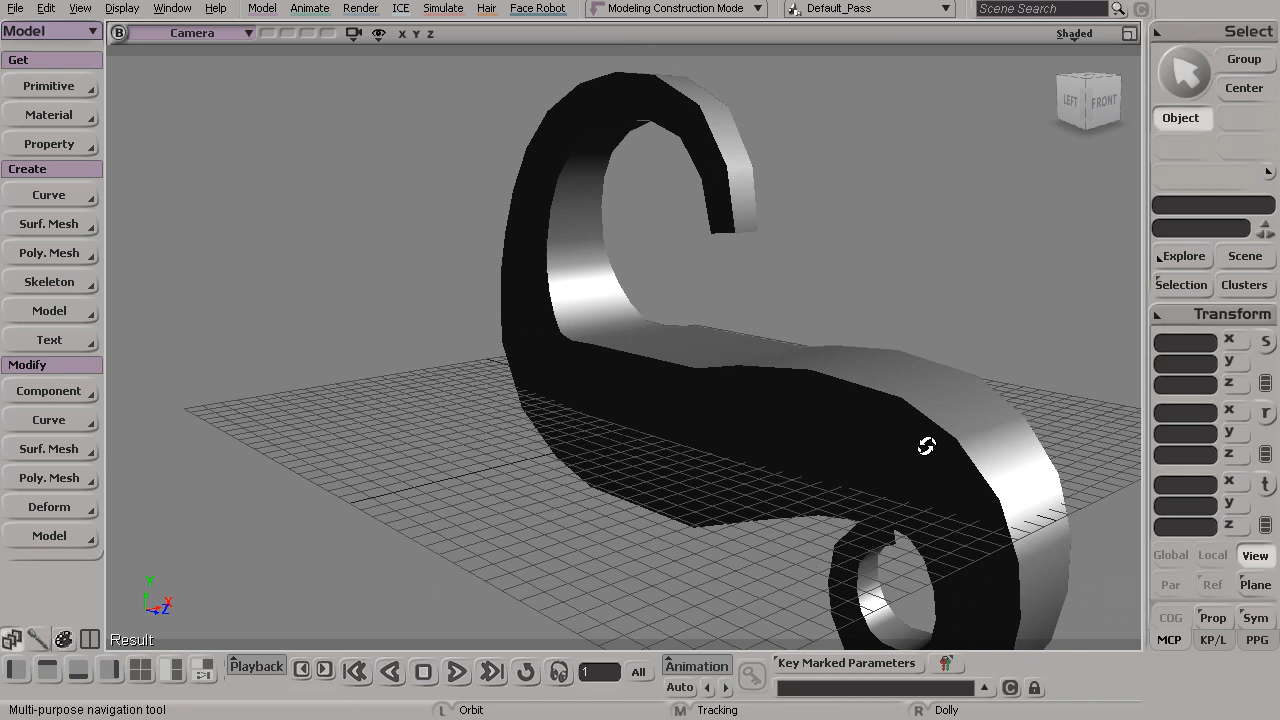 File Edit View Display Window Help Model Animate Render ICE Simulate Hair Face Robot Modeling Construction Mode Default_Pass Scene Search C
Model B Camera X Y Z Shaded Select
Get
Primitive
Material
Property
Create
Curve
Surf. Mesh
Poly. Mesh
Skeleton
Model
Text
Modify
Component
Curve
Surf. Mesh
Poly. Mesh
Deform
Model
LEFT FRONT
Y
X
Z
Result
Group
Center
Object
Explore Scene
Selection Clusters
Transform
x s
y
z
x r
y
z
x t
y
z
Global Local View
Par Ref Plane
COG Prop Sym
MCP KP/L PPG
Playback 1 All Animation Key Marked Parameters
Auto C
Multi-purpose navigation tool L Orbit M Tracking R Dolly